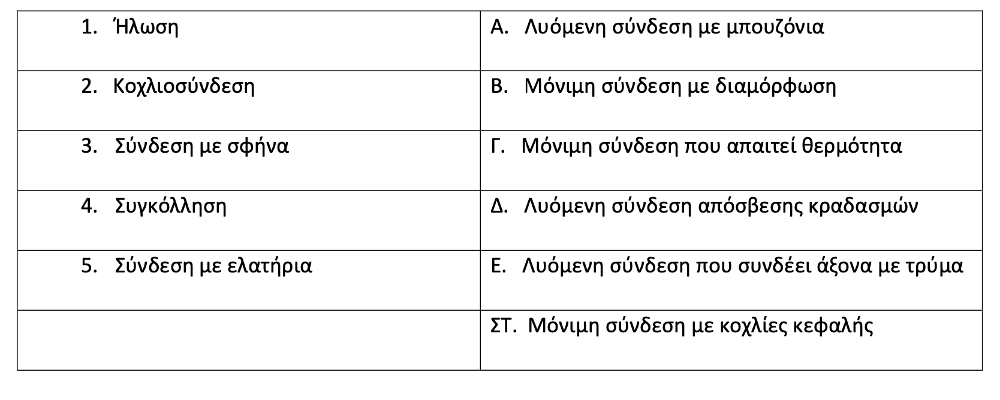 1. Ήλωση
Α. Λυόμενη σύνδεση με μπουζόνια
2. Κοχλιοσύνδεση
Β. Μόνιμη σύνδεση με διαμόρφωση
3. Σύνδεση με σφήνα
Γ. Μόνιμη σύνδεση που απαιτεί θερμότητα
4. Συγκόλληση
Δ. Λυόμενη σύνδεση απόσβεσης κραδασμών
5. Σύνδεση με ελατήρια
Ε. Λυόμενη σύνδεση που συνδέει άξονα με τρύμα
ΣΤ. Μόνιμη σύνδεση με κοχλίες κεφαλής